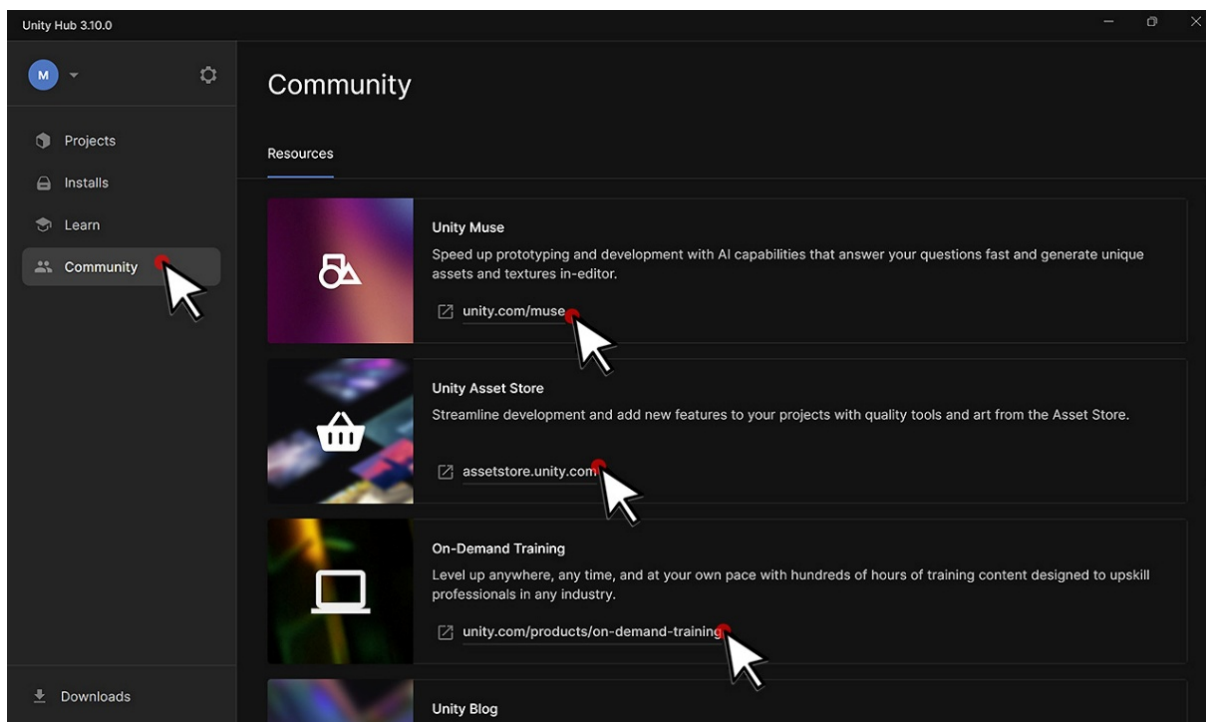 Unity Hub 3.10.0
M
Projects
Installs
Learn
Community
Downloads
Community
Resources
Unity Muse
Speed up prototyping and development with AI capabilities that answer your questions fast and generate unique
assets and textures in-editor.
unity.com/muse
Unity Asset Store
Streamline development and add new features to your projects with quality tools and art from the Asset Store.
assetstore.unity.com
On-Demand Training
Level up anywhere, any time, and at your own pace with hundreds of hours of training content designed to upskill
professionals in any industry.
unity.com/products/on-demand-training
Unity Blog